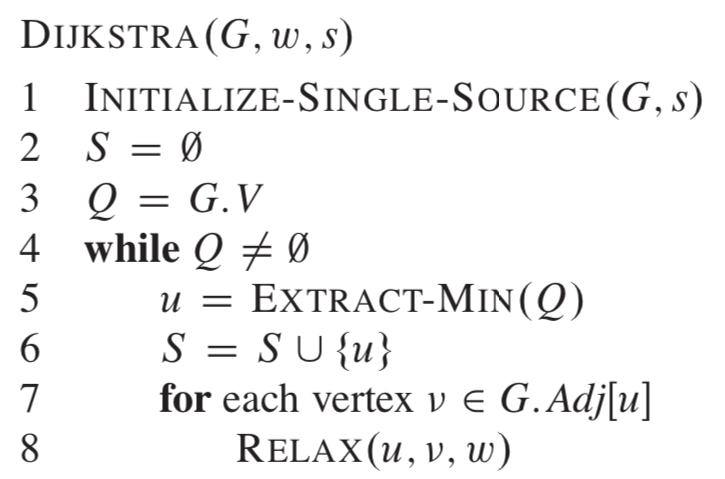 DIJKSTRA(G, w, s)
1 INITIALIZE-SINGLE-SOURCE(G, s)
2 S = ∅
3 Q = G.V
4 while Q ≠ ∅
5 u = EXTRACT-MIN(Q)
6 S = S ∪ {u}
7 for each vertex v ∈ G.Adj[u]
8 RELAX(u, v, w)